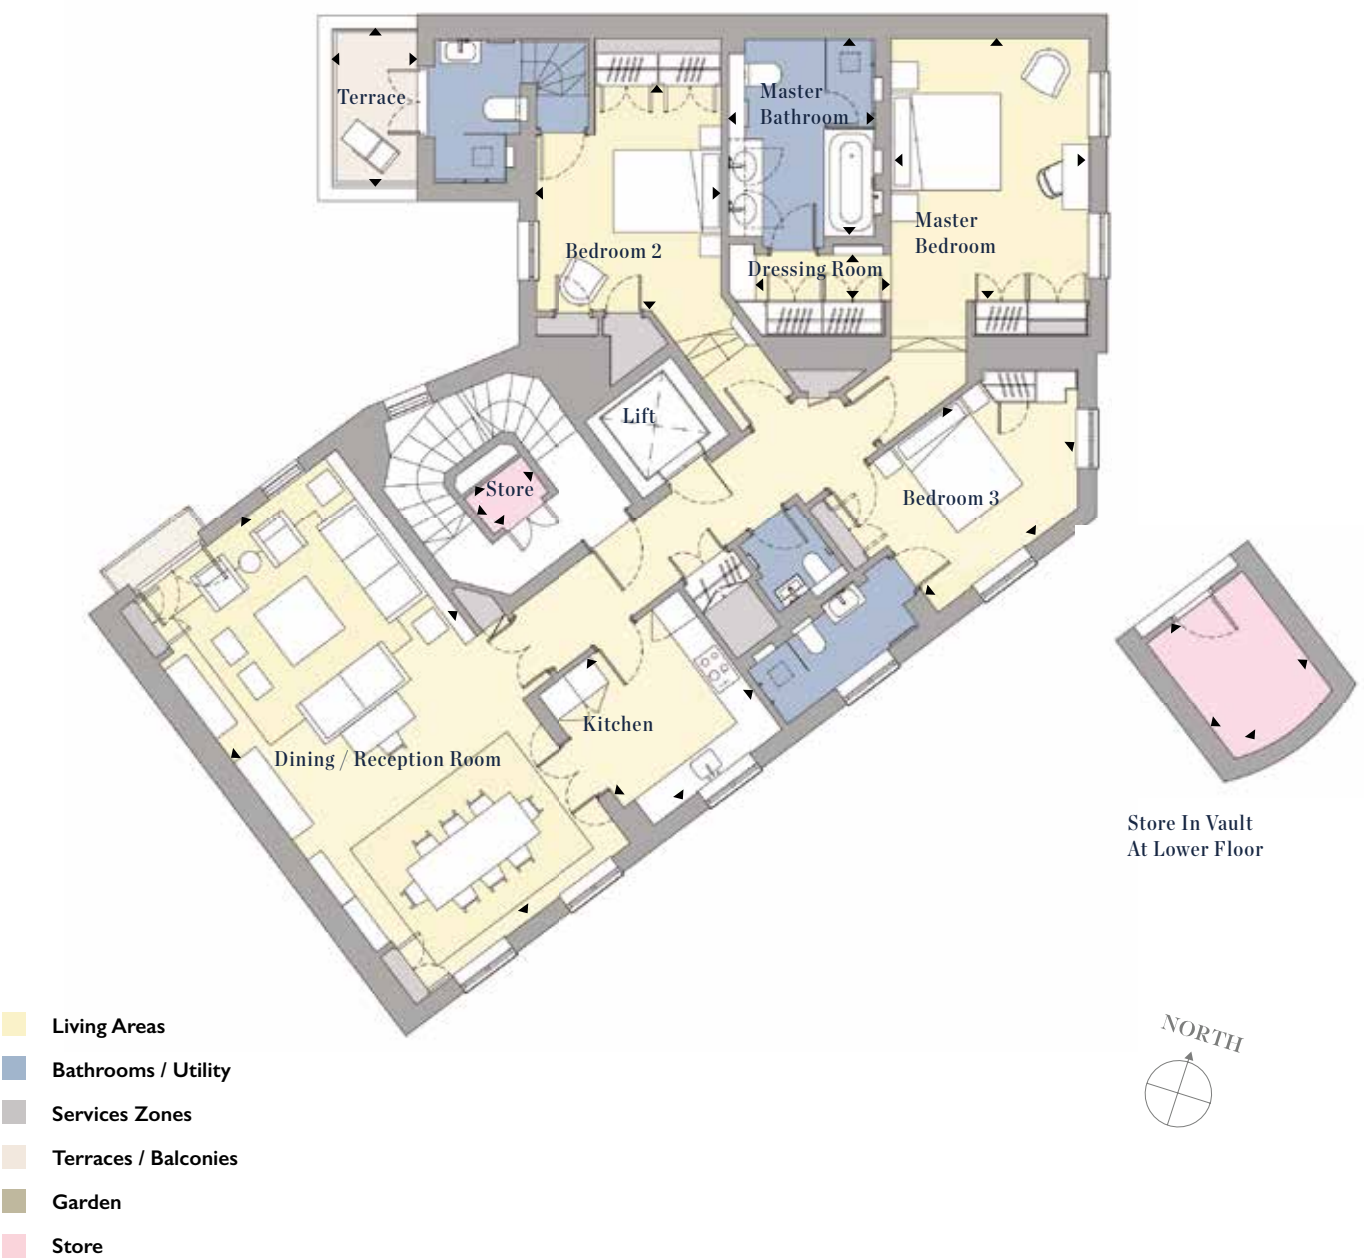 Terrace
Master
Bathroom
Bedroom 2
Master
Bedroom
Dressing Room
Lift
Store
Bedroom 3
Kitchen
Dining / Reception Room
Store In Vault
At Lower Floor
NORTH
Living Areas
Bathrooms / Utility
Services Zones
Terraces / Balconies
Garden
Store